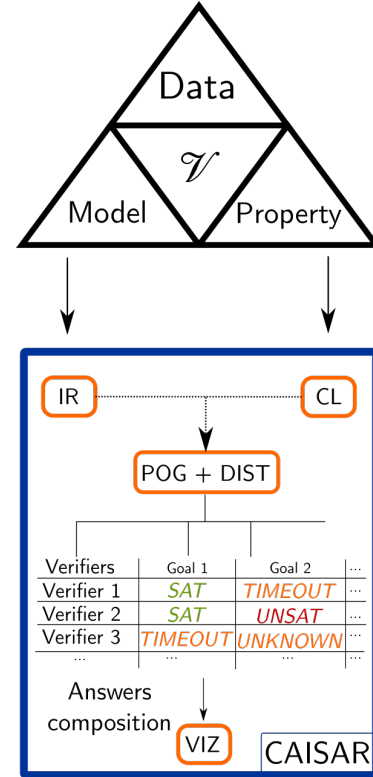 Data
𝒱
Model Property
IR CL
POG + DIST
Verifiers Goal 1 Goal 2 ...
Verifier 1 SAT TIMEOUT ...
Verifier 2 SAT UNSAT ...
Verifier 3 TIMEOUT UNKNOWN ...
... ... ... ...
Answers
composition
VIZ
CAISAR